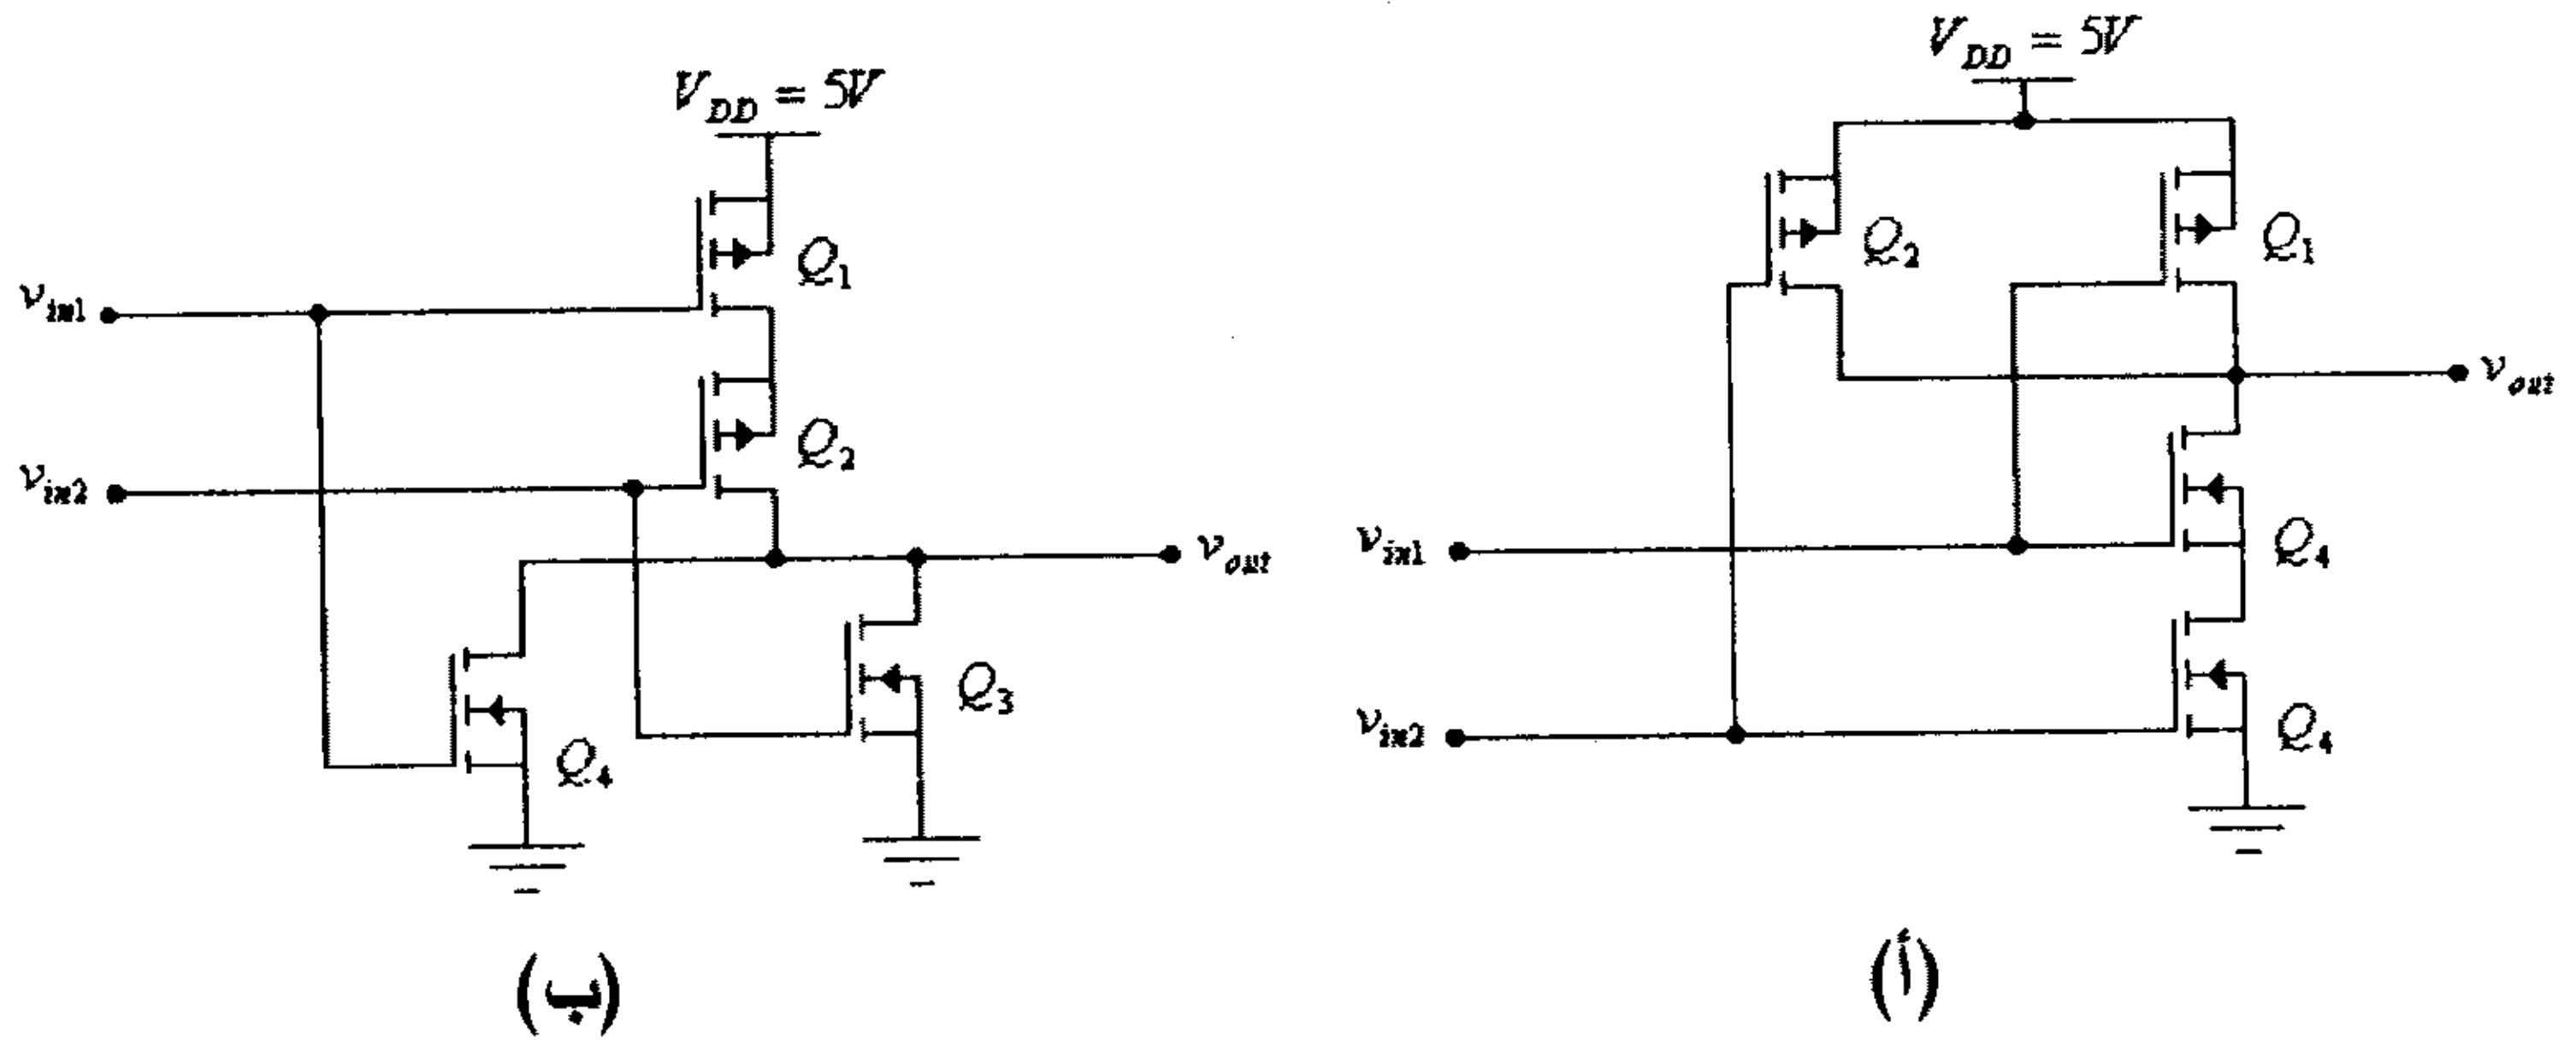 V_DD = 5V
Q_2
Q_1
v_out
v_in1
Q_4
v_in2
Q_4
(أ)
V_DD = 5V
Q_1
v_in1
Q_2
v_in2
v_out
Q_3
Q_4
(ب)